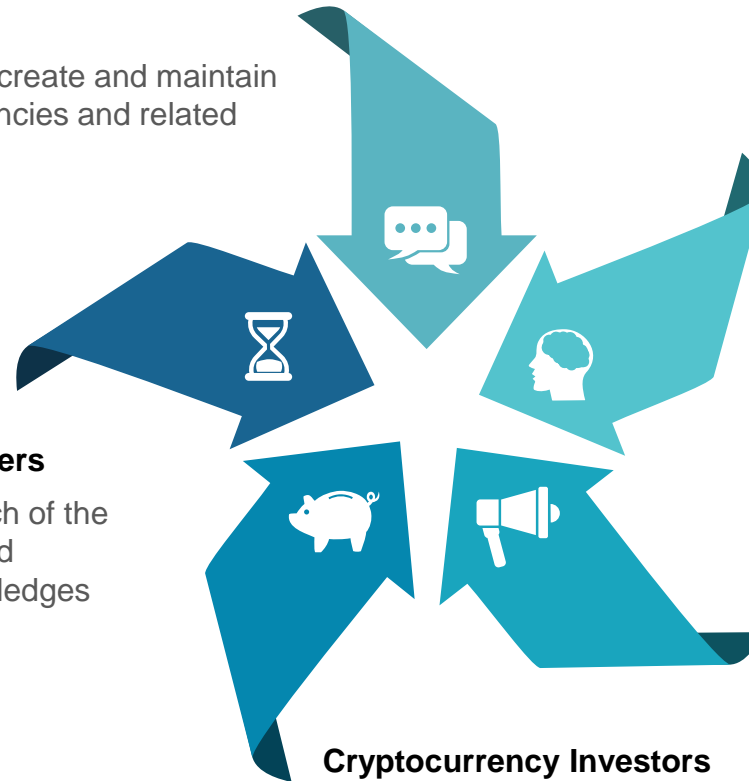 create and maintain
ncies and related
ers
ch of the
d
ledges
Cryptocurrency Investors